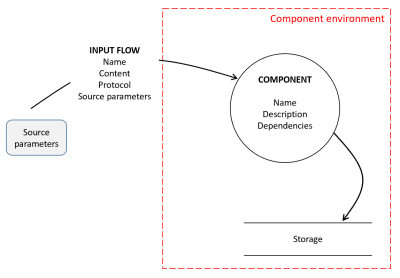 Component environment
INPUT FLOW
Name
Content
Protocol
Source parameters
COMPONENT
Name
Description
Dependencies
Source
parameters
Storage